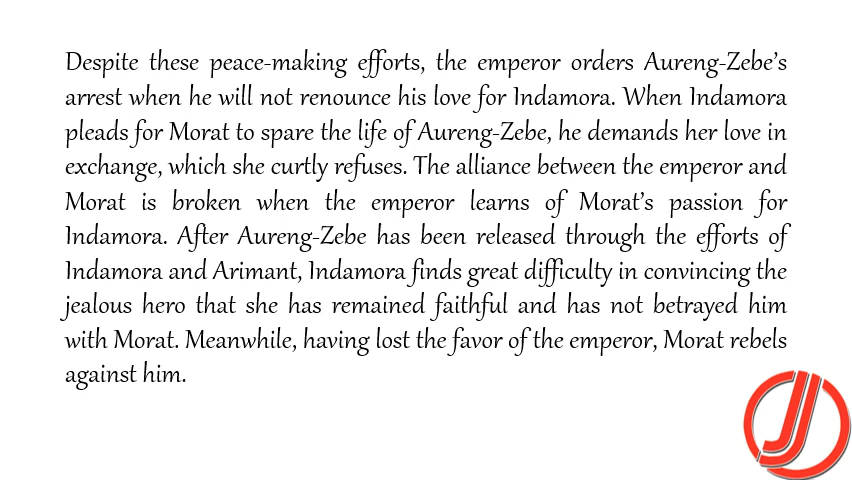 Despite these peace-making efforts, the emperor orders Aureng-Zebe's
arrest when he will not renounce his love for Indamora. When Indamora
pleads for Morat to spare the life of Aureng-Zebe, he demands her love in
exchange, which she curtly refuses. The alliance between the emperor and
Morat is broken when the emperor learns of Morat's passion for
Indamora. After Aureng-Zebe has been released through the efforts of
Indamora and Arimant, Indamora finds great difficulty in convincing the
jealous hero that she has remained faithful and has not betrayed him
with Morat. Meanwhile, having lost the favor of the emperor, Morat rebels
against him.